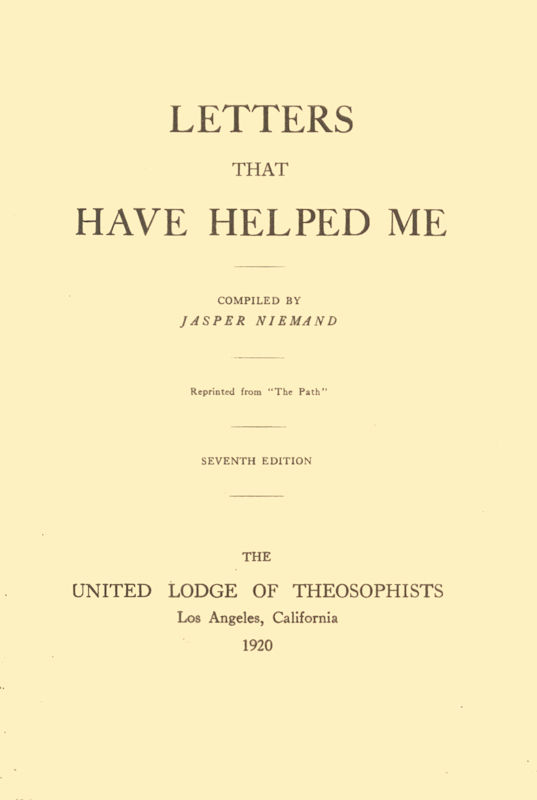 LETTERS
THAT
HAVE HELPED ME
COMPILED BY
JASPER NIEMAND
Reprinted from "The Path"
SEVENTH EDITION
THE
UNITED LODGE OF THEOSOPHISTS
Los Angeles, California
1920